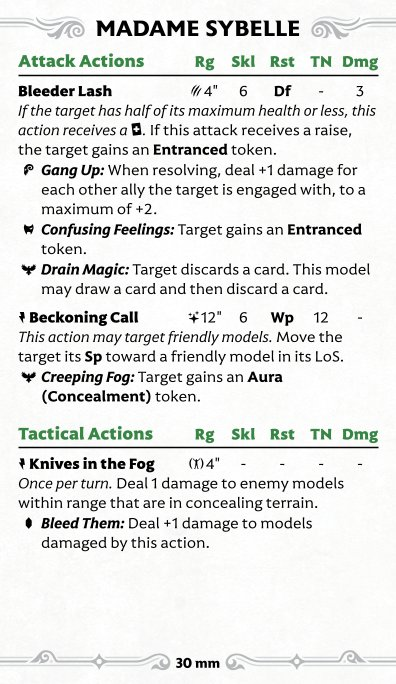 MADAME SYBELLE
Attack Actions Rg Skl Rst TN Dmg
Bleeder Lash 4" 6 Df - 3
If the target has half of its maximum health or less, this
action receives a . If this attack receives a raise,
the target gains an Entranced token.
Gang Up: When resolving, deal +1 damage for
each other ally the target is engaged with, to a
maximum of +2.
Confusing Feelings: Target gains an Entranced
token.
Drain Magic: Target discards a card. This model
may draw a card and then discard a card.
Beckoning Call 12" 6 Wp 12 -
This action may target friendly models. Move the
target its Sp toward a friendly model in its LoS.
Creeping Fog: Target gains an Aura
(Concealment) token.
Tactical Actions Rg Skl Rst TN Dmg
Knives in the Fog 4" - - - -
Once per turn. Deal 1 damage to enemy models
within range that are in concealing terrain.
Bleed Them: Deal +1 damage to models
damaged by this action.
30 mm